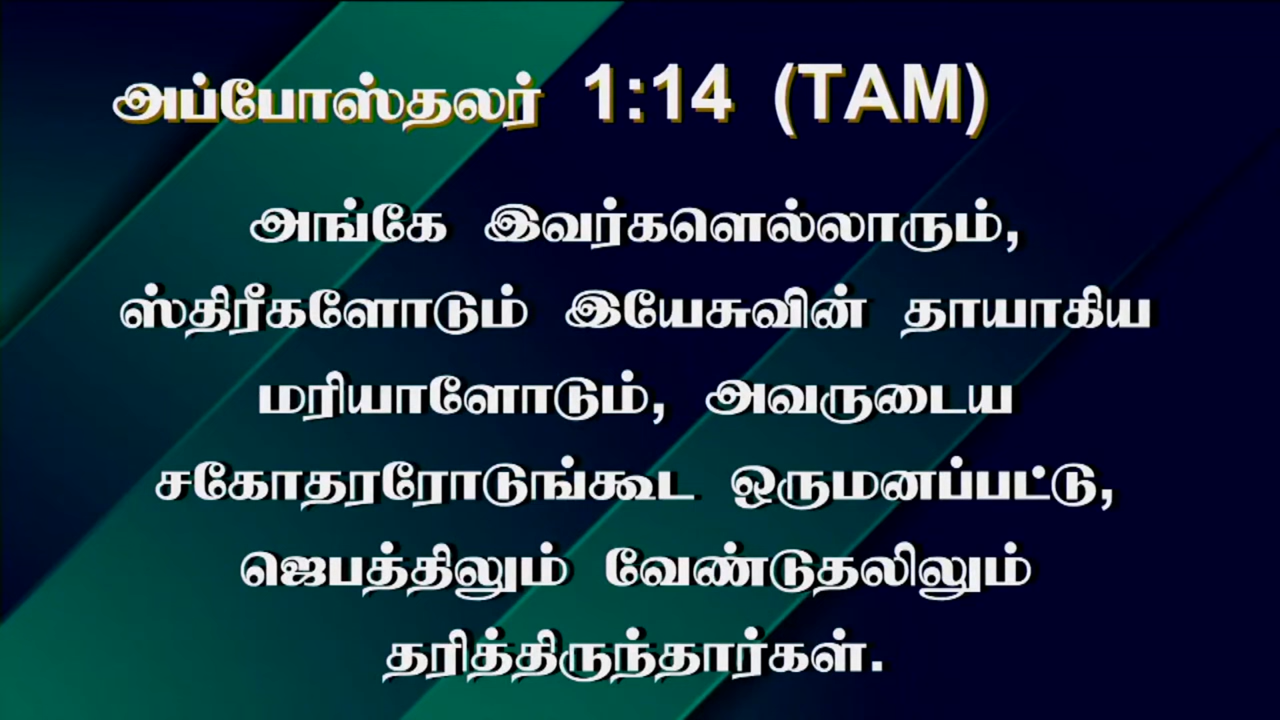 அப்போஸ்தலர் 1:14 (TAM)
அங்கே இவர்களெல்லாரும்,
ஸ்திரீகளோடும் இயேசுவின் தாயாகிய
மரியாளோடும், அவருடைய
சகோதரரோடுங்கூட ஒருமனப்பட்டு,
ஜெபத்திலும் வேண்டுதலிலும்
தரித்திருந்தார்கள்.